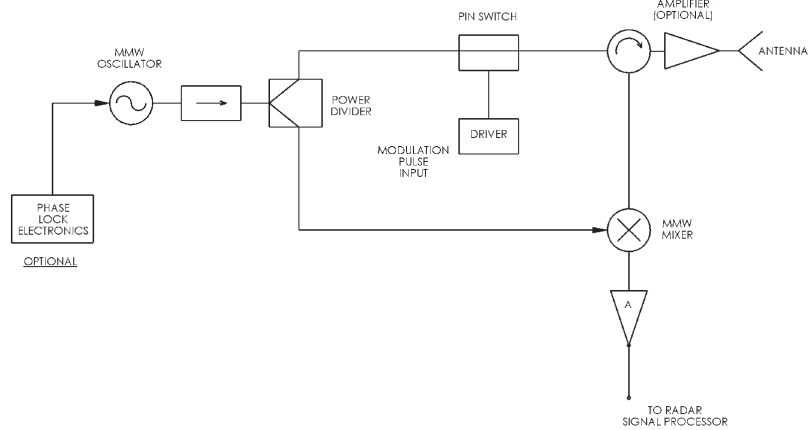 AMPLIFIER
(OPTIONAL)
PIN SWITCH
ANTENNA
MMW
OSCILLATOR
POWER
DIVIDER
DRIVER
MODULATION
PULSE
INPUT
PHASE
LOCK
ELECTRONICS
OPTIONAL
MMW
MIXER
A
TO RADAR
SIGNAL PROCESSOR